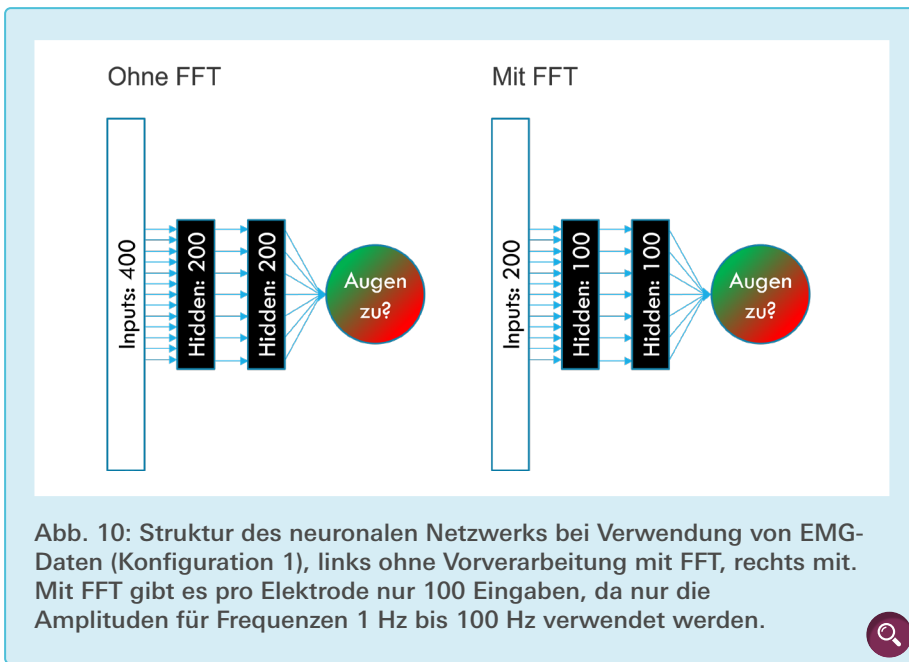 Ohne FFT
Mit FFT
Inputs: 400
Hidden: 200
Hidden: 200
Augen
zu?
Inputs: 200
Hidden: 100
Hidden: 100
Augen
zu?
Abb. 10: Struktur des neuronalen Netzwerks bei Verwendung von EMG-
Daten (Konfiguration 1), links ohne Vorverarbeitung mit FFT, rechts mit.
Mit FFT gibt es pro Elektrode nur 100 Eingaben, da nur die
Amplituden für Frequenzen 1 Hz bis 100 Hz verwendet werden.